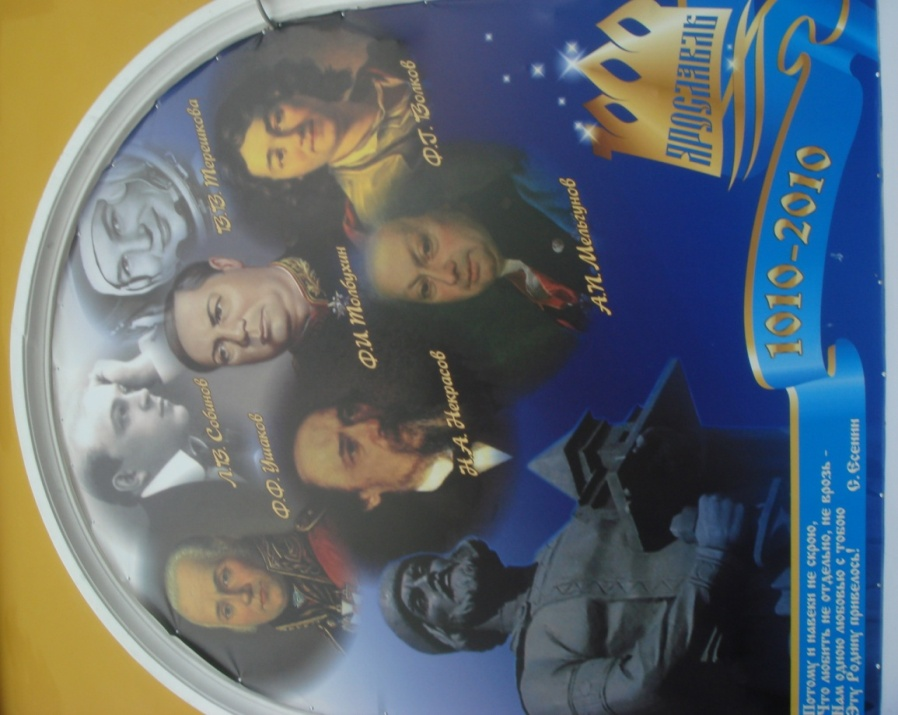 В.В. Терешкова
Ф.Г. Волков
Л.В. Собинов
Ф.И. Толбухин
А.П. Мельгунов
Ф.Ф. Ушаков
Н.А. Некрасов
1000
ЯРОСЛАВЛЬ
1010-2010
Потому и навеки не скрою,
Что любить не отдельно, не врозь -
Нам одною любовью с тобою
Эту Родину привелось!
С. Есенин